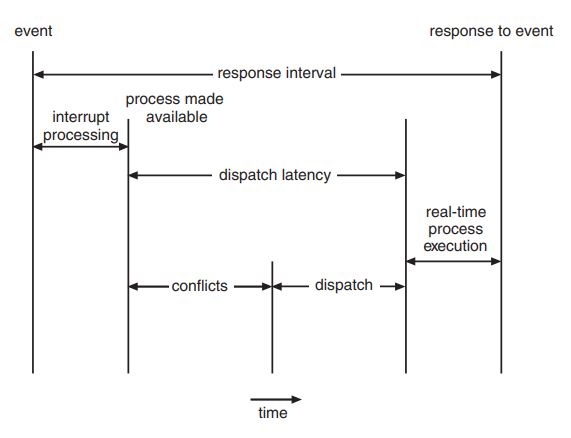 event
response to event
response interval
process made
available
interrupt
processing
dispatch latency
real-time
process
execution
conflicts
dispatch
time